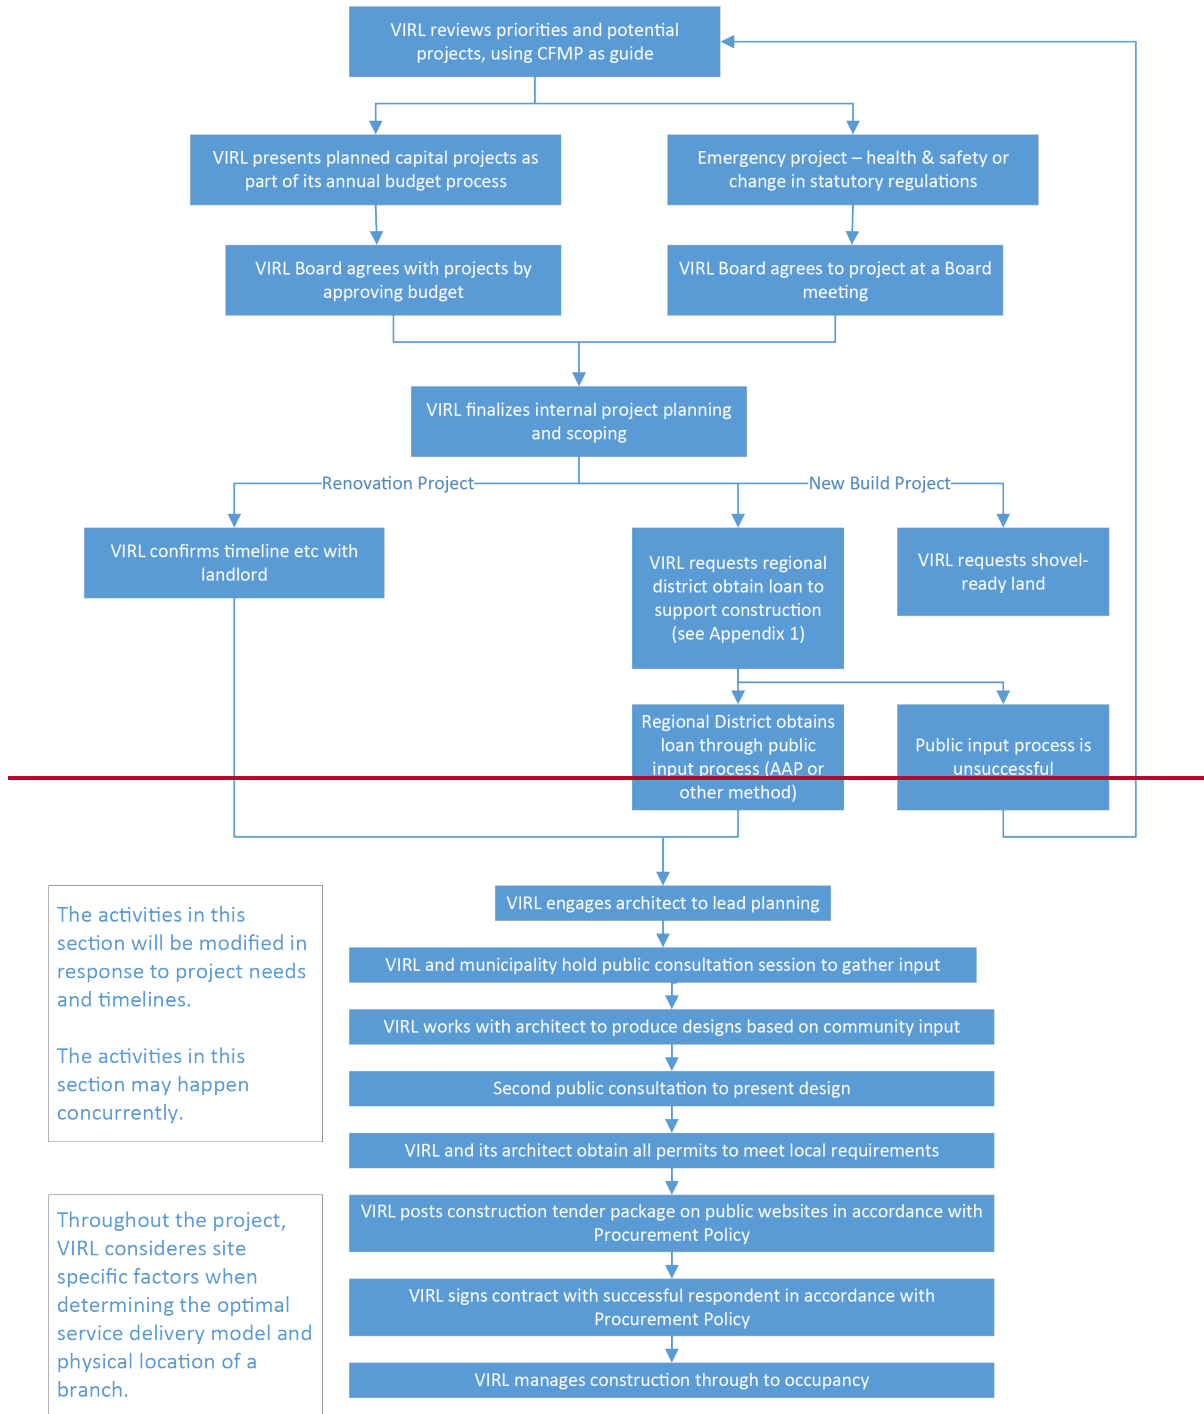 VIRL reviews priorities and potential
projects, using CFMP as guide
VIRL presents planned capital projects as
part of its annual budget process
Emergency project – health & safety or
change in statutory regulations
VIRL Board agrees with projects by
approving budget
VIRL Board agrees to project at a Board
meeting
VIRL finalizes internal project planning
and scoping
Renovation Project
New Build Project
VIRL confirms timeline etc with
landlord
VIRL requests regional
district obtain loan to
support construction
(see Appendix 1)
VIRL requests shovel-
ready land
Regional District obtains
loan through public
input process (AAP or
other method)
Public input process is
unsuccessful
VIRL engages architect to lead planning
The activities in this
section will be modified in
response to project needs
and timelines.
The activities in this
section may happen
concurrently.
VIRL and municipality hold public consultation session to gather input
VIRL works with architect to produce designs based on community input
Second public consultation to present design
VIRL and its architect obtain all permits to meet local requirements
VIRL posts construction tender package on public websites in accordance with
Procurement Policy
VIRL signs contract with successful respondent in accordance with
Procurement Policy
VIRL manages construction through to occupancy
Throughout the project,
VIRL consideres site
specific factors when
determining the optimal
service delivery model and
physical location of a
branch.